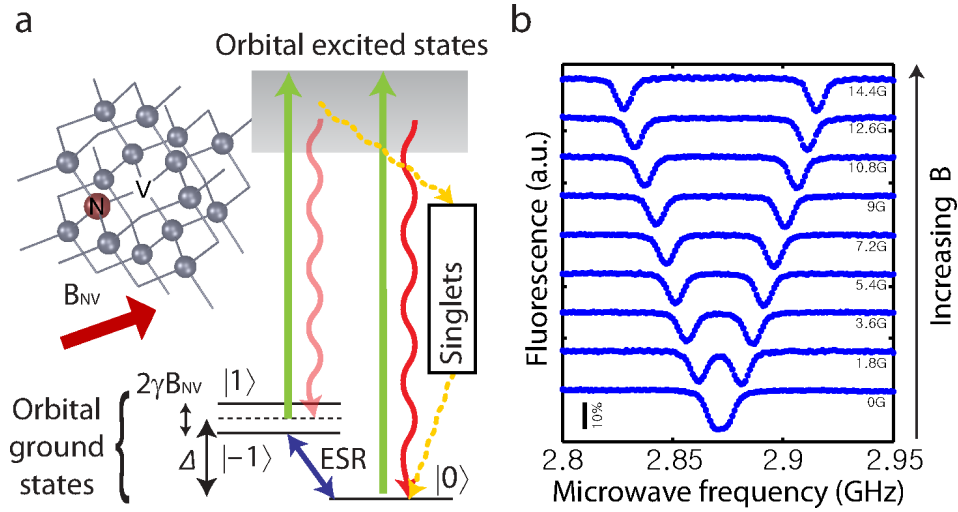 a
Orbital excited states
N
V
B_NV
Singlets
2γB_NV
|1⟩
Orbital
ground
states
Δ
|−1⟩
ESR
|0⟩
b
Fluorescence (a.u.)
14.4G
12.6G
10.8G
9G
7.2G
5.4G
3.6G
1.8G
0G
10%
Increasing B
2.8 2.85 2.9 2.95
Microwave frequency (GHz)